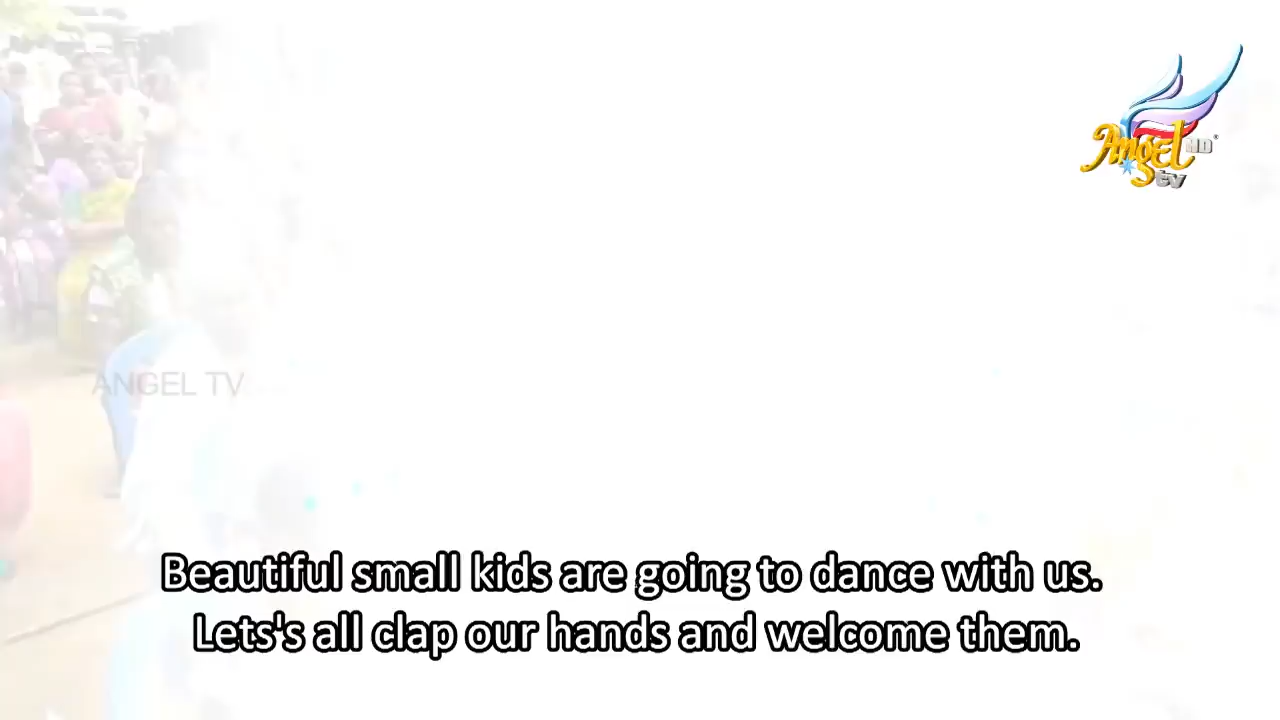 Angel HD
tv
ANGEL TV
Beautiful small kids are going to dance with us.
Lets's all clap our hands and welcome them.